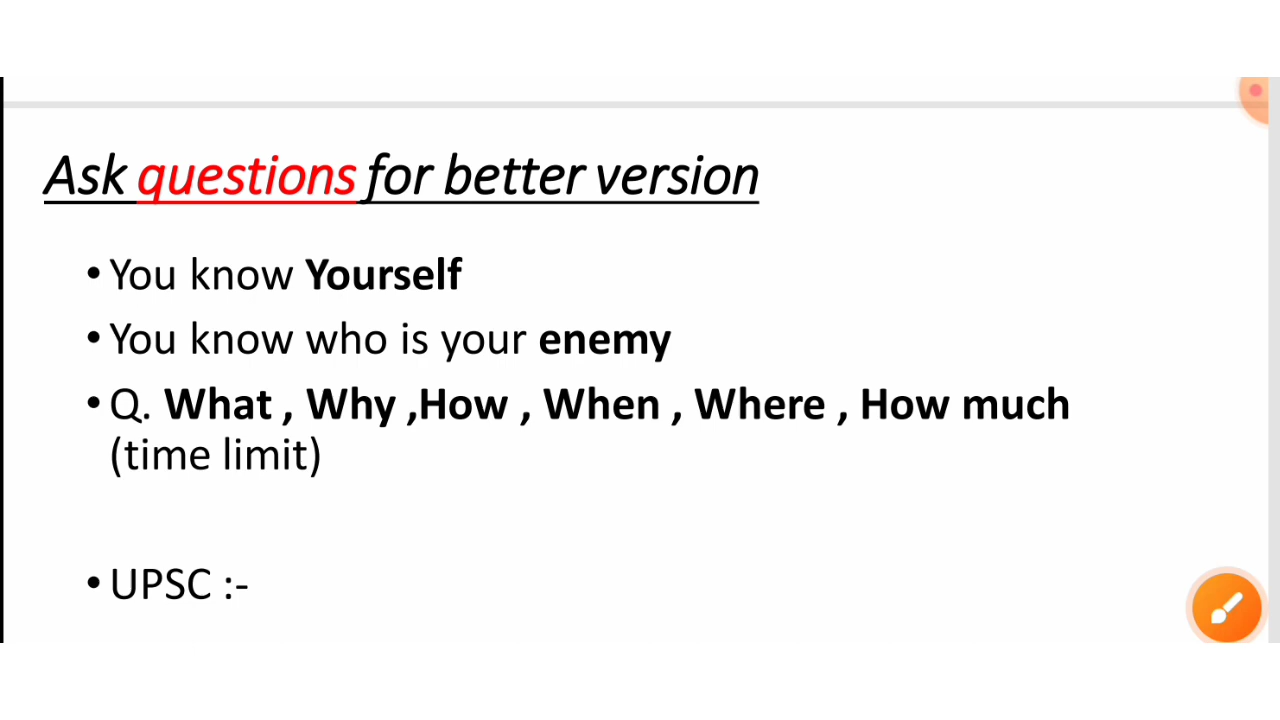 Ask questions for better version
• You know Yourself
• You know who is your enemy
• Q. What , Why ,How , When , Where , How much
(time limit)
• UPSC :-